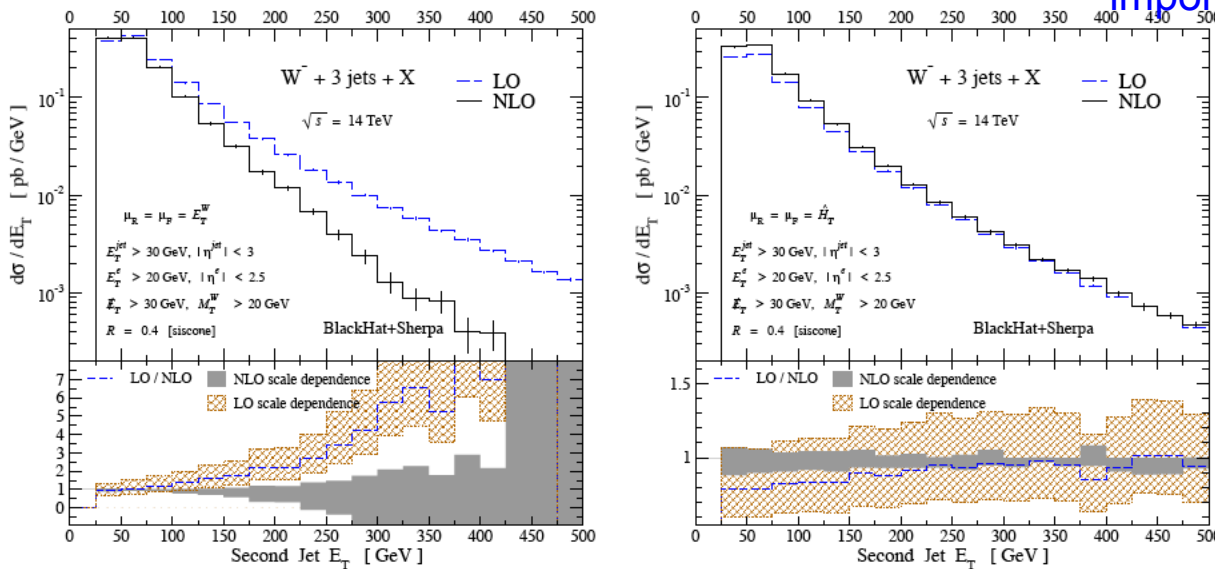 impor
0 50 100 150 200 250 300 350 400 450 500
W⁻ + 3 jets + X
LO
NLO
√s = 14 TeV
10⁻¹
10⁻²
10⁻³
dσ / dE_T [ pb / GeV ]
μ_R = μ_F = E_T^W
E_T^jet > 30 GeV, | η^jet | < 3
E_T^e > 20 GeV, | η^e | < 2.5
E̸_T > 30 GeV, M_T^W > 20 GeV
R = 0.4 [siscone]
BlackHat+Sherpa
LO / NLO
NLO scale dependence
LO scale dependence
7
6
5
4
3
2
1
0
0 50 100 150 200 250 300 350 400 450 500
Second Jet E_T [ GeV ]
0 50 100 150 200 250 300 350 400 450 500
W⁻ + 3 jets + X
LO
NLO
√s = 14 TeV
10⁻¹
10⁻²
10⁻³
dσ / dE_T [ pb / GeV ]
μ_R = μ_F = Ĥ_T
E_T^jet > 30 GeV, | η^jet | < 3
E_T^e > 20 GeV, | η^e | < 2.5
E̸_T > 30 GeV, M_T^W > 20 GeV
R = 0.4 [siscone]
BlackHat+Sherpa
LO / NLO
NLO scale dependence
LO scale dependence
1.5
1
0 50 100 150 200 250 300 350 400 450 500
Second Jet E_T [ GeV ]